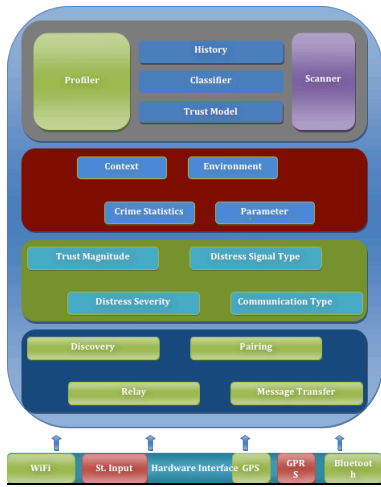 History
Profiler
Classifier
Scanner
Trust Model
Context
Environment
Crime Statistics
Parameter
Trust Magnitude
Distress Signal Type
Distress Severity
Communication Type
Discovery
Pairing
Relay
Message Transfer
WiFi
St. Input
Hardware Interface
GPS
GPR
S
Bluetoot
h